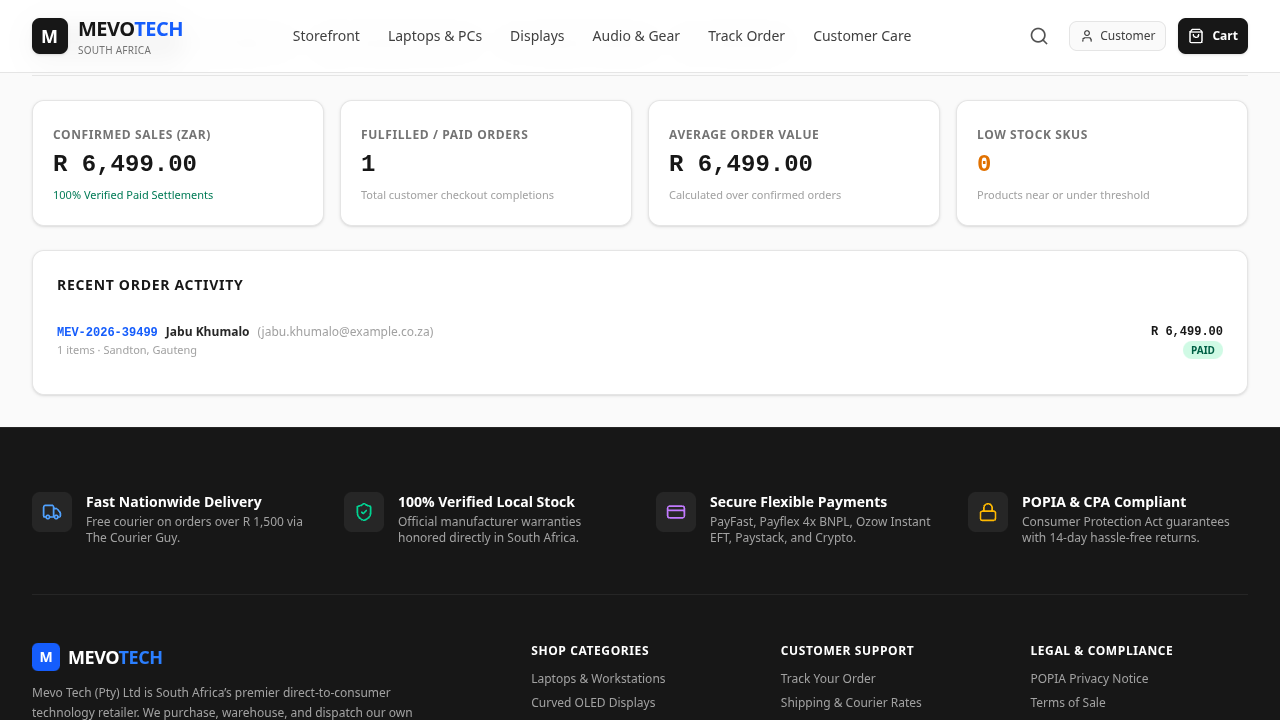 M
MEVOTECH
SOUTH AFRICA
Storefront
Laptops & PCs
Displays
Audio & Gear
Track Order
Customer Care
Customer
Cart
CONFIRMED SALES (ZAR)
R 6,499.00
100% Verified Paid Settlements
FULFILLED / PAID ORDERS
1
Total customer checkout completions
AVERAGE ORDER VALUE
R 6,499.00
Calculated over confirmed orders
LOW STOCK SKUS
0
Products near or under threshold
RECENT ORDER ACTIVITY
MEV-2026-39499 Jabu Khumalo (jabu.khumalo@example.co.za)
1 items · Sandton, Gauteng
R 6,499.00
PAID
Fast Nationwide Delivery
Free courier on orders over R 1,500 via
The Courier Guy.
100% Verified Local Stock
Official manufacturer warranties
honored directly in South Africa.
Secure Flexible Payments
PayFast, Payflex 4x BNPL, Ozow Instant
EFT, Paystack, and Crypto.
POPIA & CPA Compliant
Consumer Protection Act guarantees
with 14-day hassle-free returns.
M
MEVOTECH
Mevo Tech (Pty) Ltd is South Africa's premier direct-to-consumer
technology retailer. We purchase, warehouse, and dispatch our own
SHOP CATEGORIES
Laptops & Workstations
Curved OLED Displays
CUSTOMER SUPPORT
Track Your Order
Shipping & Courier Rates
LEGAL & COMPLIANCE
POPIA Privacy Notice
Terms of Sale